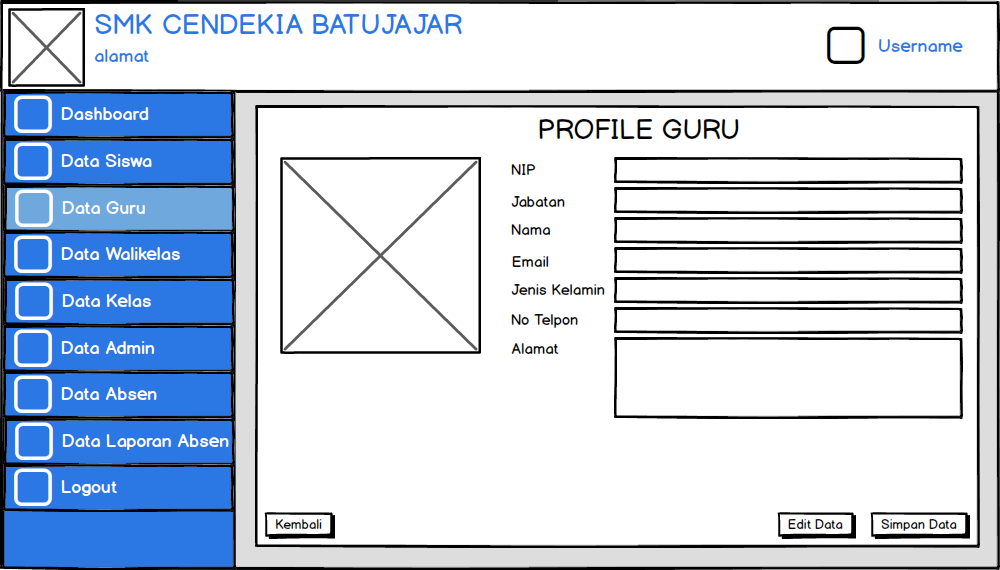 SMK CENDEKIA BATUJAJAR
alamat
Username
Dashboard
Data Siswa
Data Guru
Data Walikelas
Data Kelas
Data Admin
Data Absen
Data Laporan Absen
Logout
PROFILE GURU
NIP
Jabatan
Nama
Email
Jenis Kelamin
No Telpon
Alamat
Kembali
Edit Data
Simpan Data